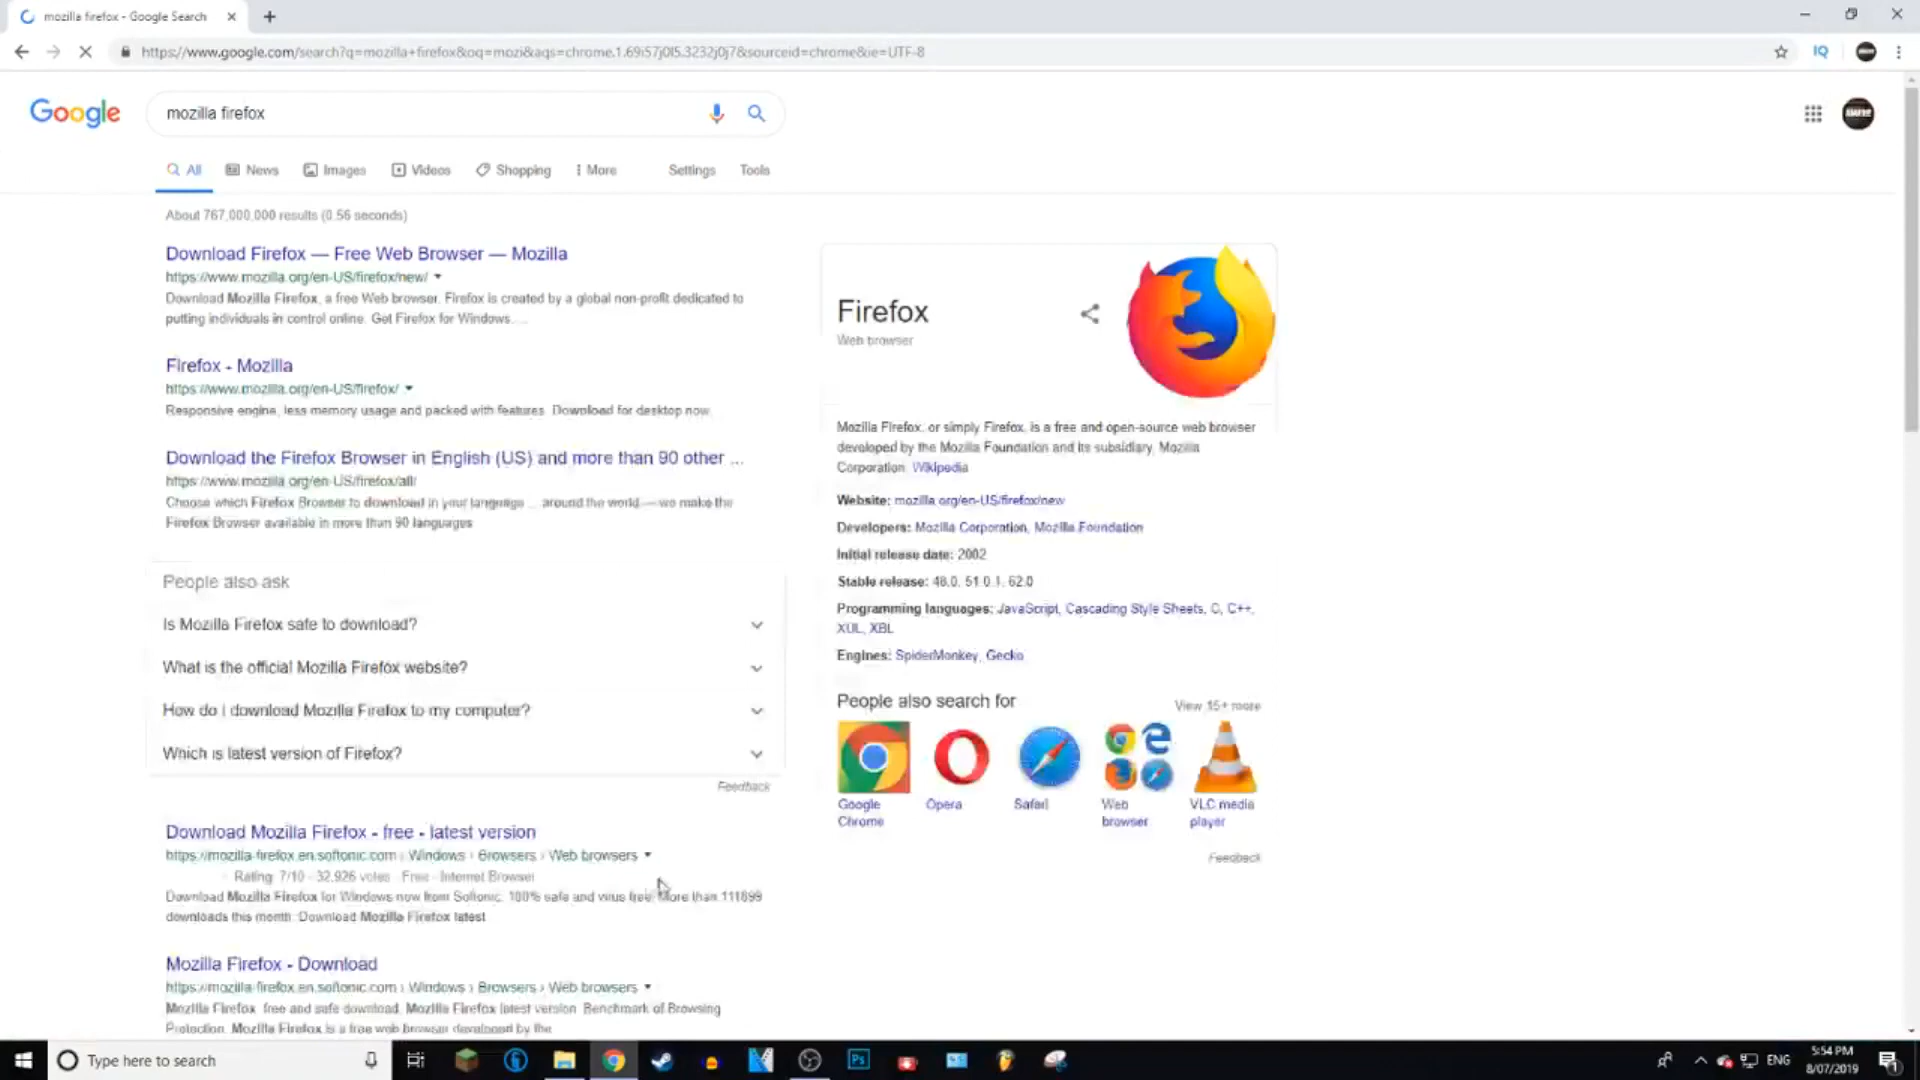 mozilla firefox - Google Search
https://www.google.com/search?q=mozilla+firefox&oq=mozi&aqs=chrome.1.69i57j0l5.3232j0j7&sourceid=chrome&ie=UTF-8
IQ
Google
mozilla firefox
All
News
Images
Videos
Shopping
More
Settings
Tools
About 767,000,000 results (0.56 seconds)
Download Firefox — Free Web Browser — Mozilla
https://www.mozilla.org/en-US/firefox/new/
Download Mozilla Firefox, a free Web browser. Firefox is created by a global non-profit dedicated to
putting individuals in control online. Get Firefox for Windows, ...
Firefox - Mozilla
https://www.mozilla.org/en-US/firefox/
Responsive engine, less memory usage and packed with features. Download for desktop now.
Download the Firefox Browser in English (US) and more than 90 other ...
https://www.mozilla.org/en-US/firefox/all/
Choose which Firefox Browser to download in your language ... around the world — we make the
Firefox Browser available in more than 90 languages
People also ask
Is Mozilla Firefox safe to download?
What is the official Mozilla Firefox website?
How do I download Mozilla Firefox to my computer?
Which is latest version of Firefox?
Feedback
Download Mozilla Firefox - free - latest version
https://mozilla-firefox.en.softonic.com › Windows › Browsers › Web browsers
Rating: 7/10 - 32,926 votes - Free - Internet Browser
Download Mozilla Firefox for Windows now from Softonic: 100% safe and virus free. More than 111899
downloads this month. Download Mozilla Firefox latest
Mozilla Firefox - Download
https://mozilla-firefox.en.softonic.com › Windows › Browsers › Web browsers
Mozilla Firefox, free and safe download. Mozilla Firefox latest version: Benchmark of Browsing
Protection. Mozilla Firefox is a free web browser developed by the
Firefox
Web browser
Mozilla Firefox, or simply Firefox, is a free and open-source web browser
developed by the Mozilla Foundation and its subsidiary, Mozilla
Corporation. Wikipedia
Website: mozilla.org/en-US/firefox/new
Developers: Mozilla Corporation, Mozilla Foundation
Initial release date: 2002
Stable release: 48.0, 51.0.1, 62.0
Programming languages: JavaScript, Cascading Style Sheets, C, C++,
XUL, XBL
Engines: SpiderMonkey, Gecko
People also search for
View 15+ more
Google
Chrome
Opera
Safari
Web
browser
VLC media
player
Feedback
Type here to search
Ps
ENG
5:54 PM
8/07/2019
1